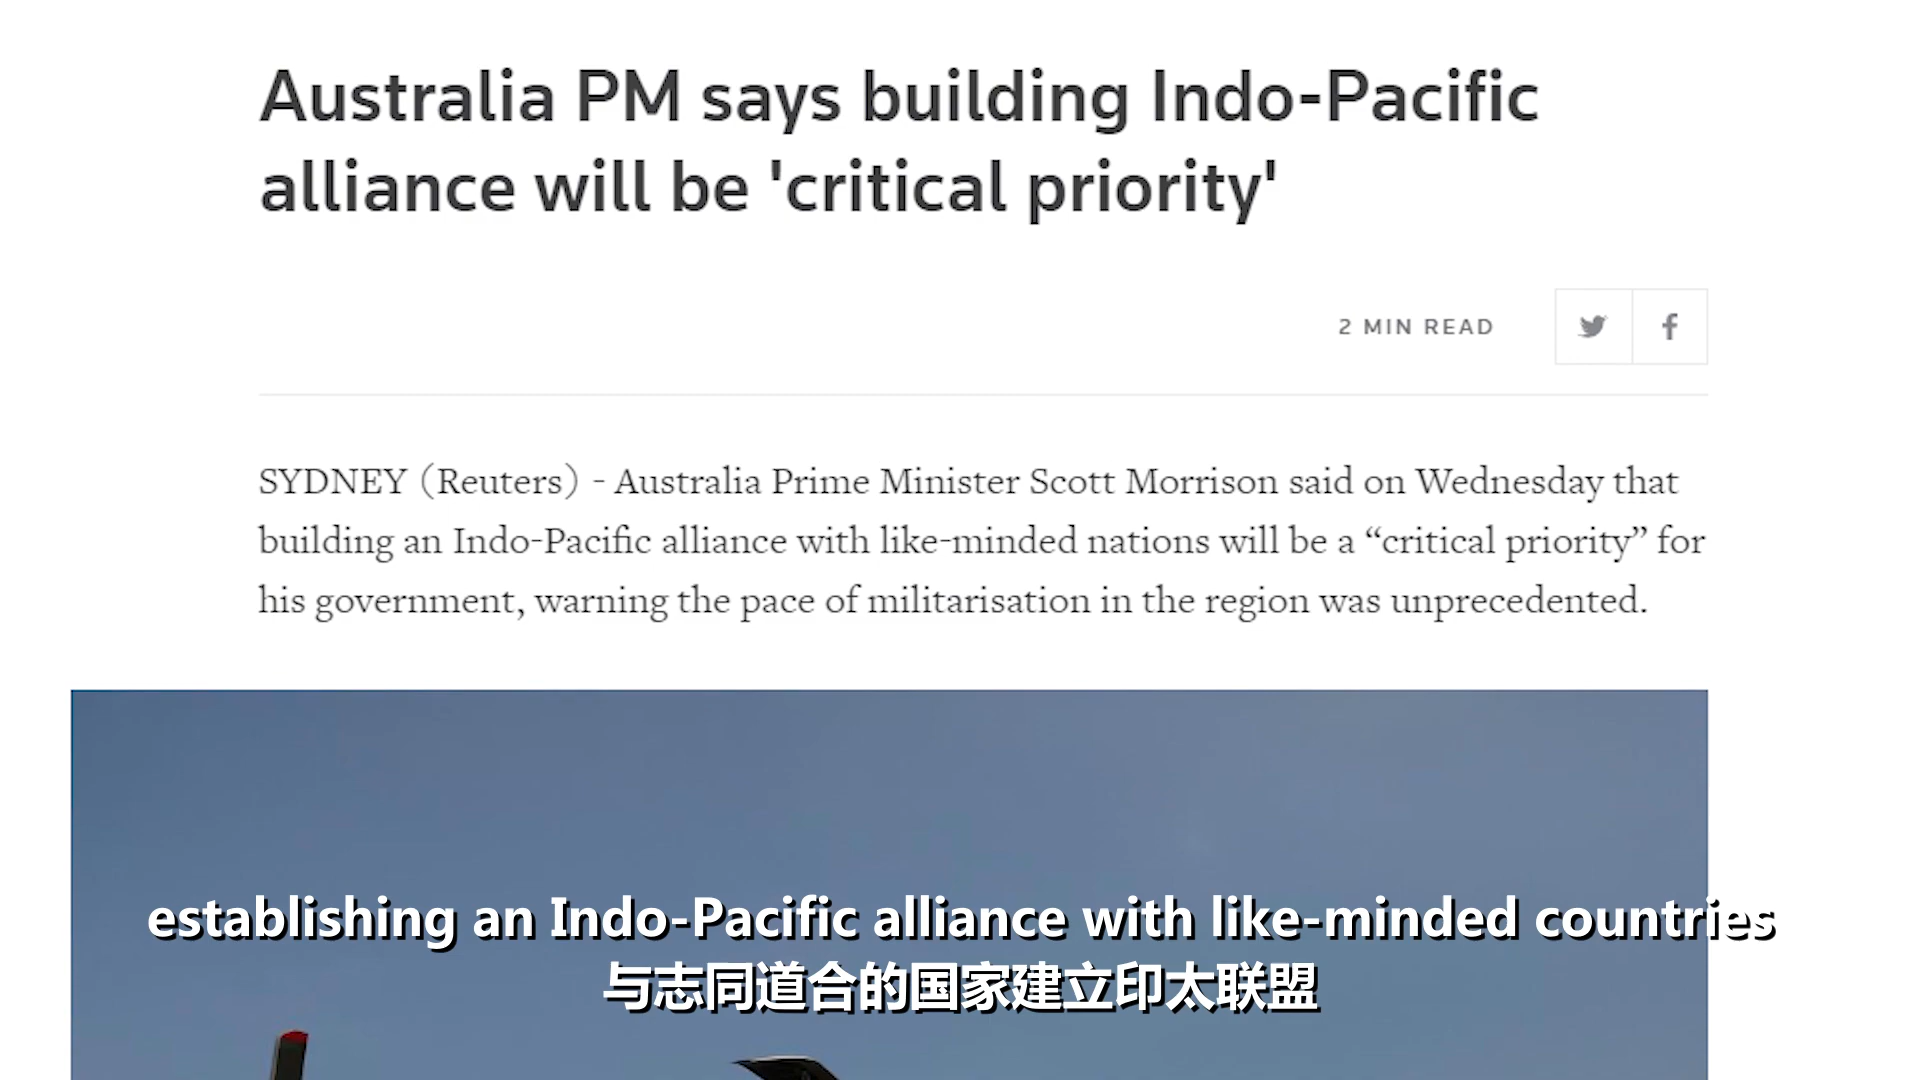 Australia PM says building Indo-Pacific
alliance will be 'critical priority'
2 MIN READ
SYDNEY (Reuters) - Australia Prime Minister Scott Morrison said on Wednesday that
building an Indo-Pacific alliance with like-minded nations will be a “critical priority” for
his government, warning the pace of militarisation in the region was unprecedented.
establishing an Indo-Pacific alliance with like-minded countries
与志同道合的国家建立印太联盟